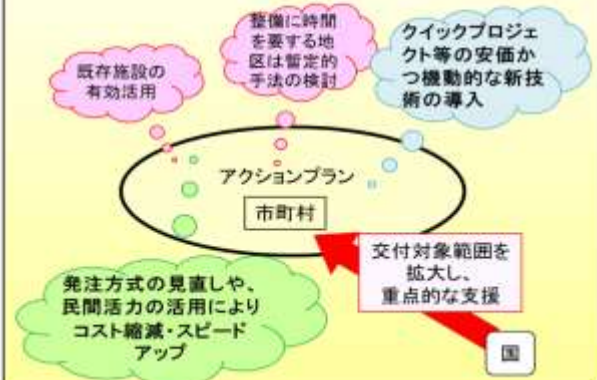 既存施設の
有効活用
整備に時間
を要する地
区は暫定的
手法の検討
クイックプロジェ
クト等の安価か
つ機動的な新技
術の導入
アクションプラン
市町村
交付対象範囲を
拡大し、
重点的な支援
発注方式の見直しや、
民間活力の活用により
コスト縮減・スピード
アップ
国